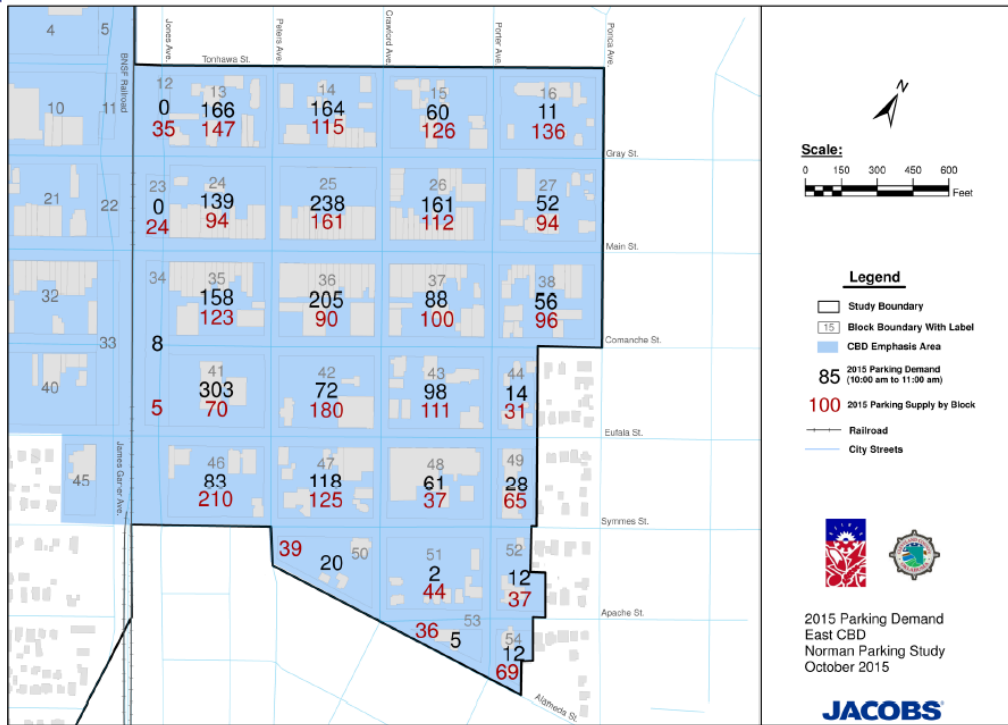 4
5
Jones Ave.
Peters Ave.
Crawford Ave.
Porter Ave.
Ponca Ave.
BNSF Railroad
Tonhawa St.
10
11
12
0
35
13
166
147
14
164
115
15
60
126
16
11
136
Gray St.
21
22
23
0
24
24
139
94
25
238
161
26
161
112
27
52
94
Main St.
32
33
34
8
5
35
158
123
36
205
90
37
88
100
38
56
96
Comanche St.
40
41
303
70
42
72
180
43
98
111
44
14
31
Eufala St.
45
James Garner Ave.
46
83
210
47
118
125
48
61
37
49
28
65
Symmes St.
39
50
20
51
2
44
52
12
37
Apache St.
53
36
5
54
12
69
Alameda St.
N
Scale:
0 150 300 450 600
Feet
Legend
Study Boundary
15 Block Boundary With Label
CBD Emphasis Area
85 2015 Parking Demand
(10:00 am to 11:00 am)
100 2015 Parking Supply by Block
Railroad
City Streets
2015 Parking Demand
East CBD
Norman Parking Study
October 2015
JACOBS